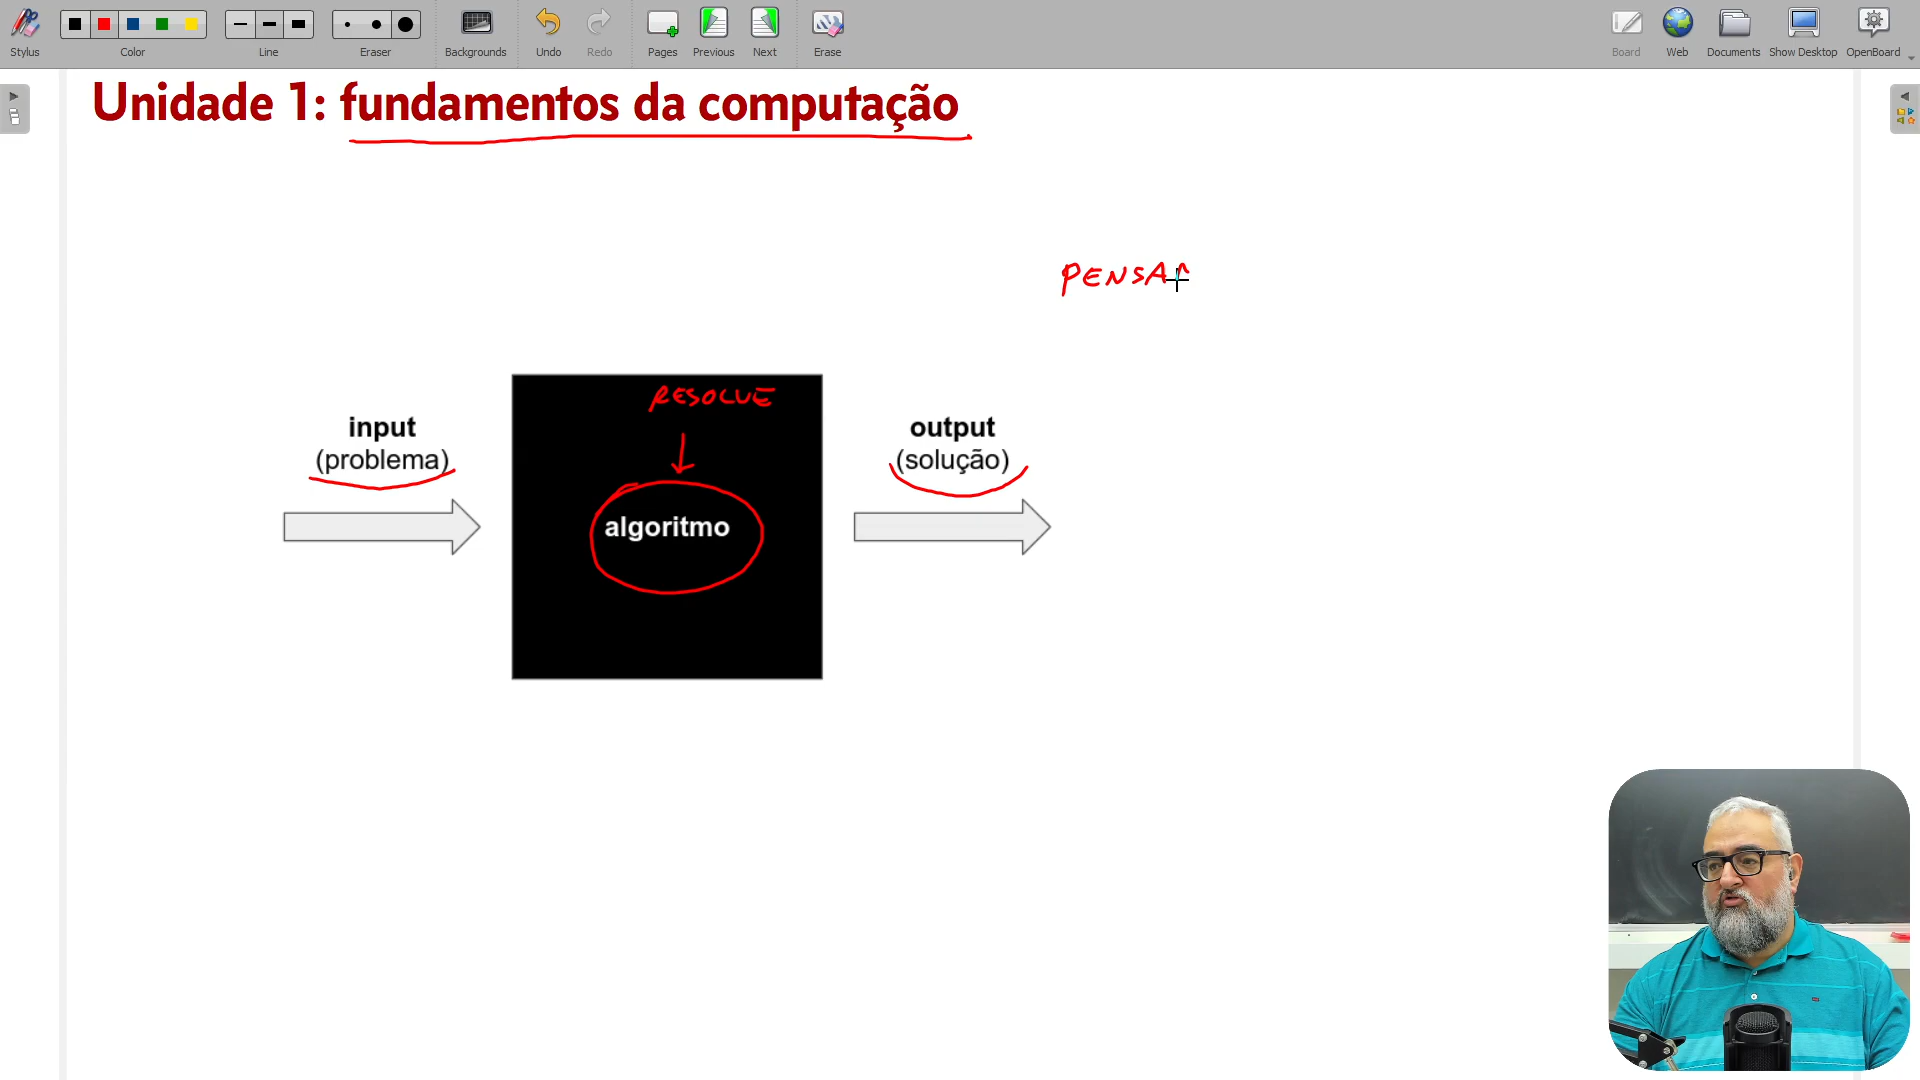 Stylus
Color
Line
Eraser
Backgrounds
Undo
Redo
Pages
Previous
Next
Erase
Board
Web
Documents
Show Desktop
OpenBoard
Unidade 1: fundamentos da computação
PENSA
RESOLVE
input
(problema)
algoritmo
output
(solução)